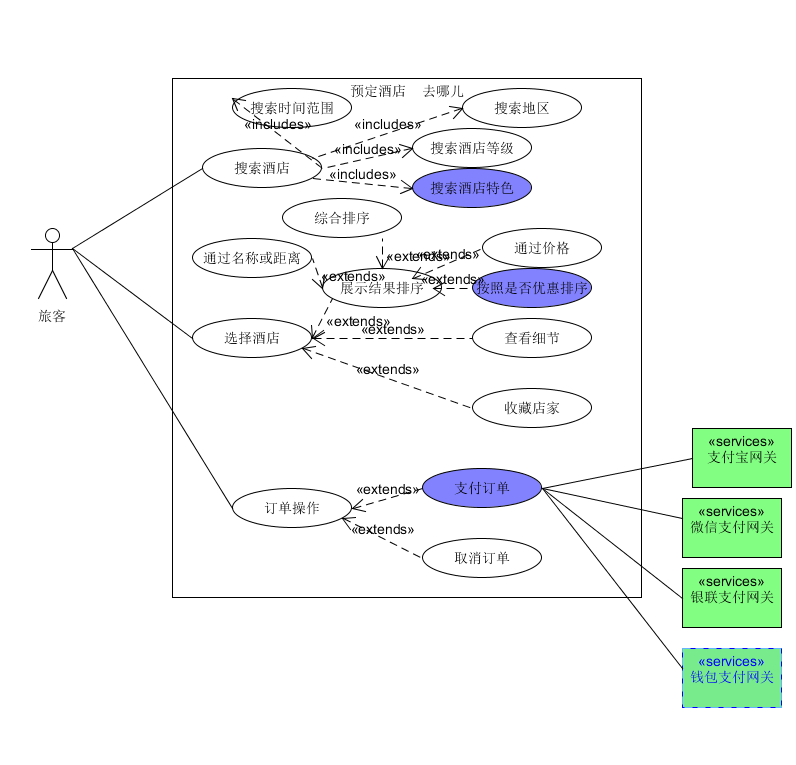 预定酒店 去哪儿
搜索时间范围
搜索地区
«includes»
«includes»
搜索酒店等级
«includes»
搜索酒店
«includes»
搜索酒店特色
综合排序
通过价格
通过名称或距离
«extends»
«extends»
«extends»
«extends»
展示结果排序
按照是否优惠排序
旅客
«extends»
«extends»
选择酒店
查看细节
«extends»
收藏店家
«services»
支付宝网关
«extends»
支付订单
订单操作
«services»
微信支付网关
«extends»
取消订单
«services»
银联支付网关
«services»
钱包支付网关